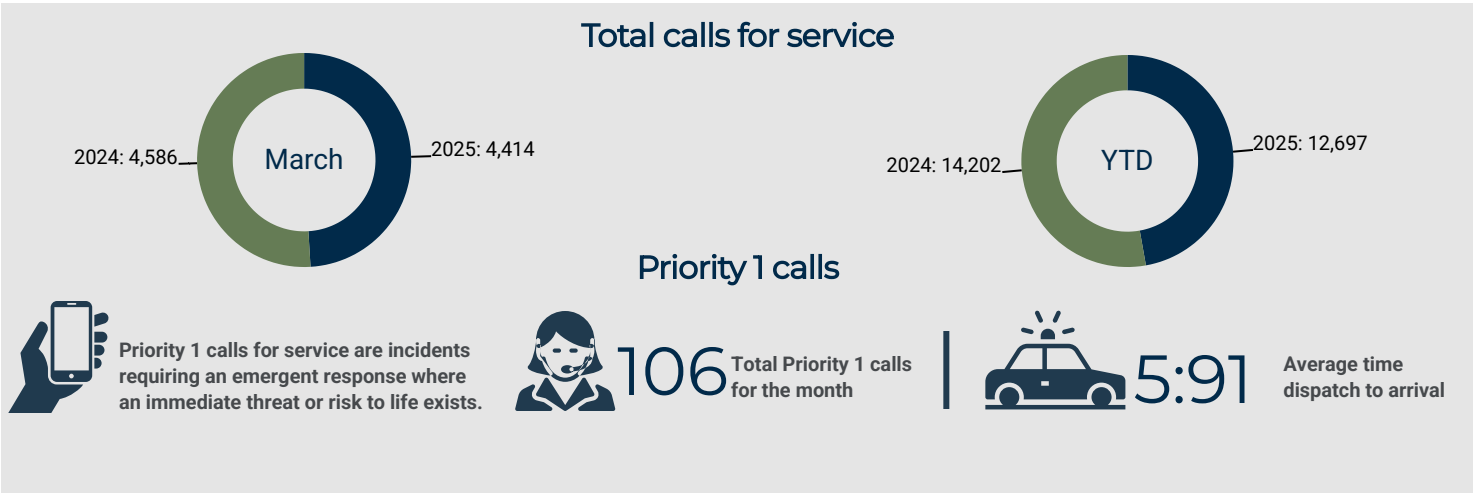 Total calls for service
2024: 4,586
March
2025: 4,414
2024: 14,202
YTD
2025: 12,697
Priority 1 calls
Priority 1 calls for service are incidents
requiring an emergent response where
an immediate threat or risk to life exists.
106
Total Priority 1 calls
for the month
5:91
Average time
dispatch to arrival